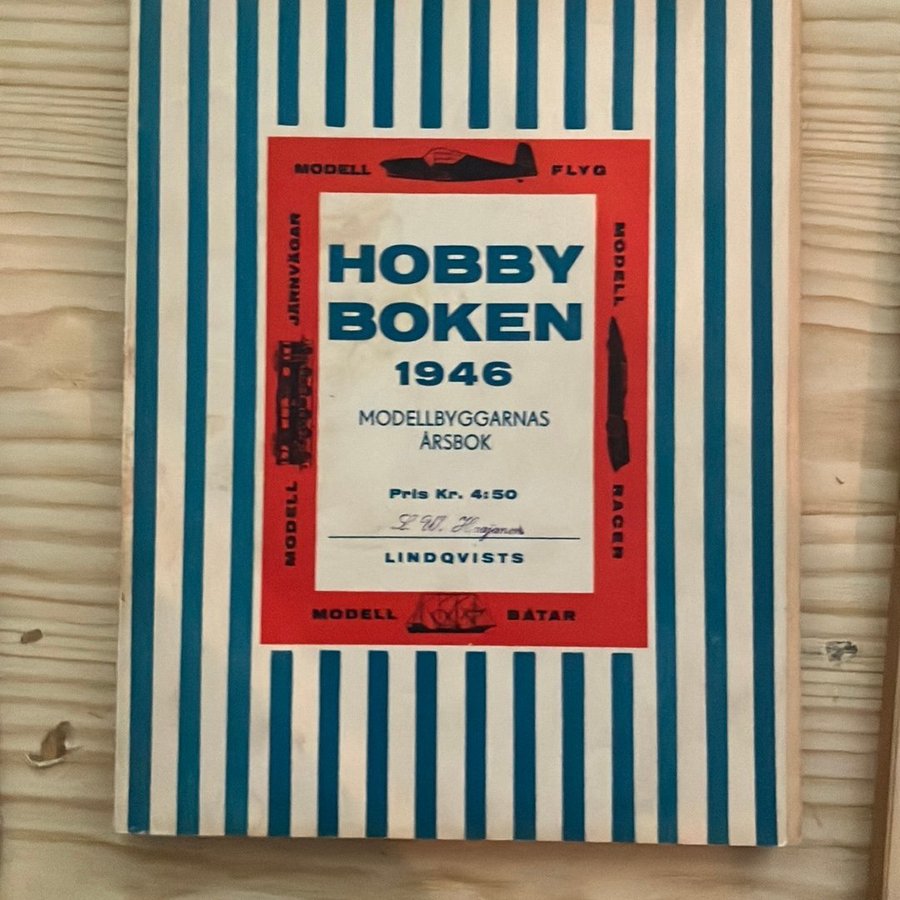 MODELL FLYG
MODELL JÄRNVÄGAR
MODELL RACER
HOBBY
BOKEN
1946
MODELLBYGGARNAS
ÅRSBOK
Pris Kr. 4:50
L. W.
LINDQVISTS
MODELL BÅTAR